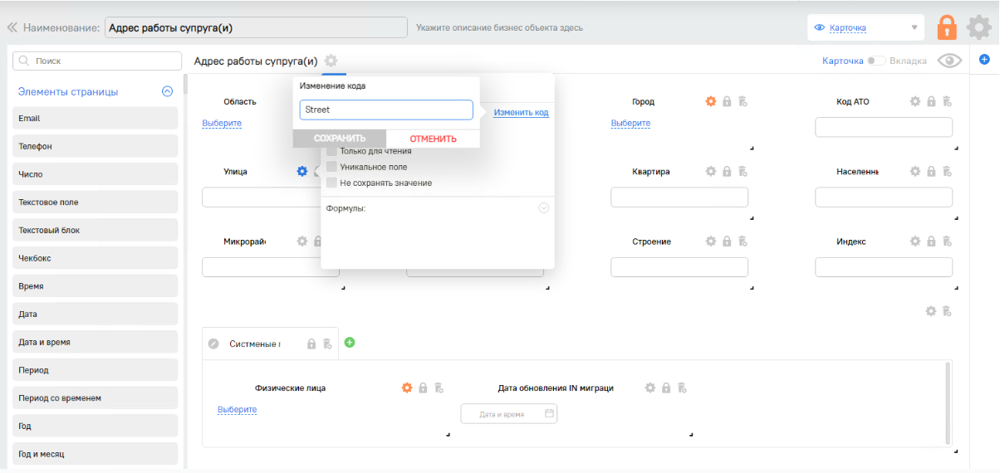 Наименование:
Адрес работы супруга(и)
Укажите описание бизнес объекта здесь
Карточка
Поиск
Элементы страницы
Email
Телефон
Число
Текстовое поле
Текстовый блок
Чекбокс
Время
Дата
Дата и время
Период
Период со временем
Год
Год и месяц
Адрес работы супруга(и)
Карточка
Вкладка
Область
Выберите
Изменение кода
Street
СОХРАНИТЬ
ОТМЕНИТЬ
Изменить код
Только для чтения
Уникальное поле
Не сохранять значение
Формулы:
Город
Выберите
Код АТО
Улица
Квартира
Населенны
Микрорай
Строение
Индекс
Систменые
Физические лица
Выберите
Дата обновления IN миграци
Дата и время